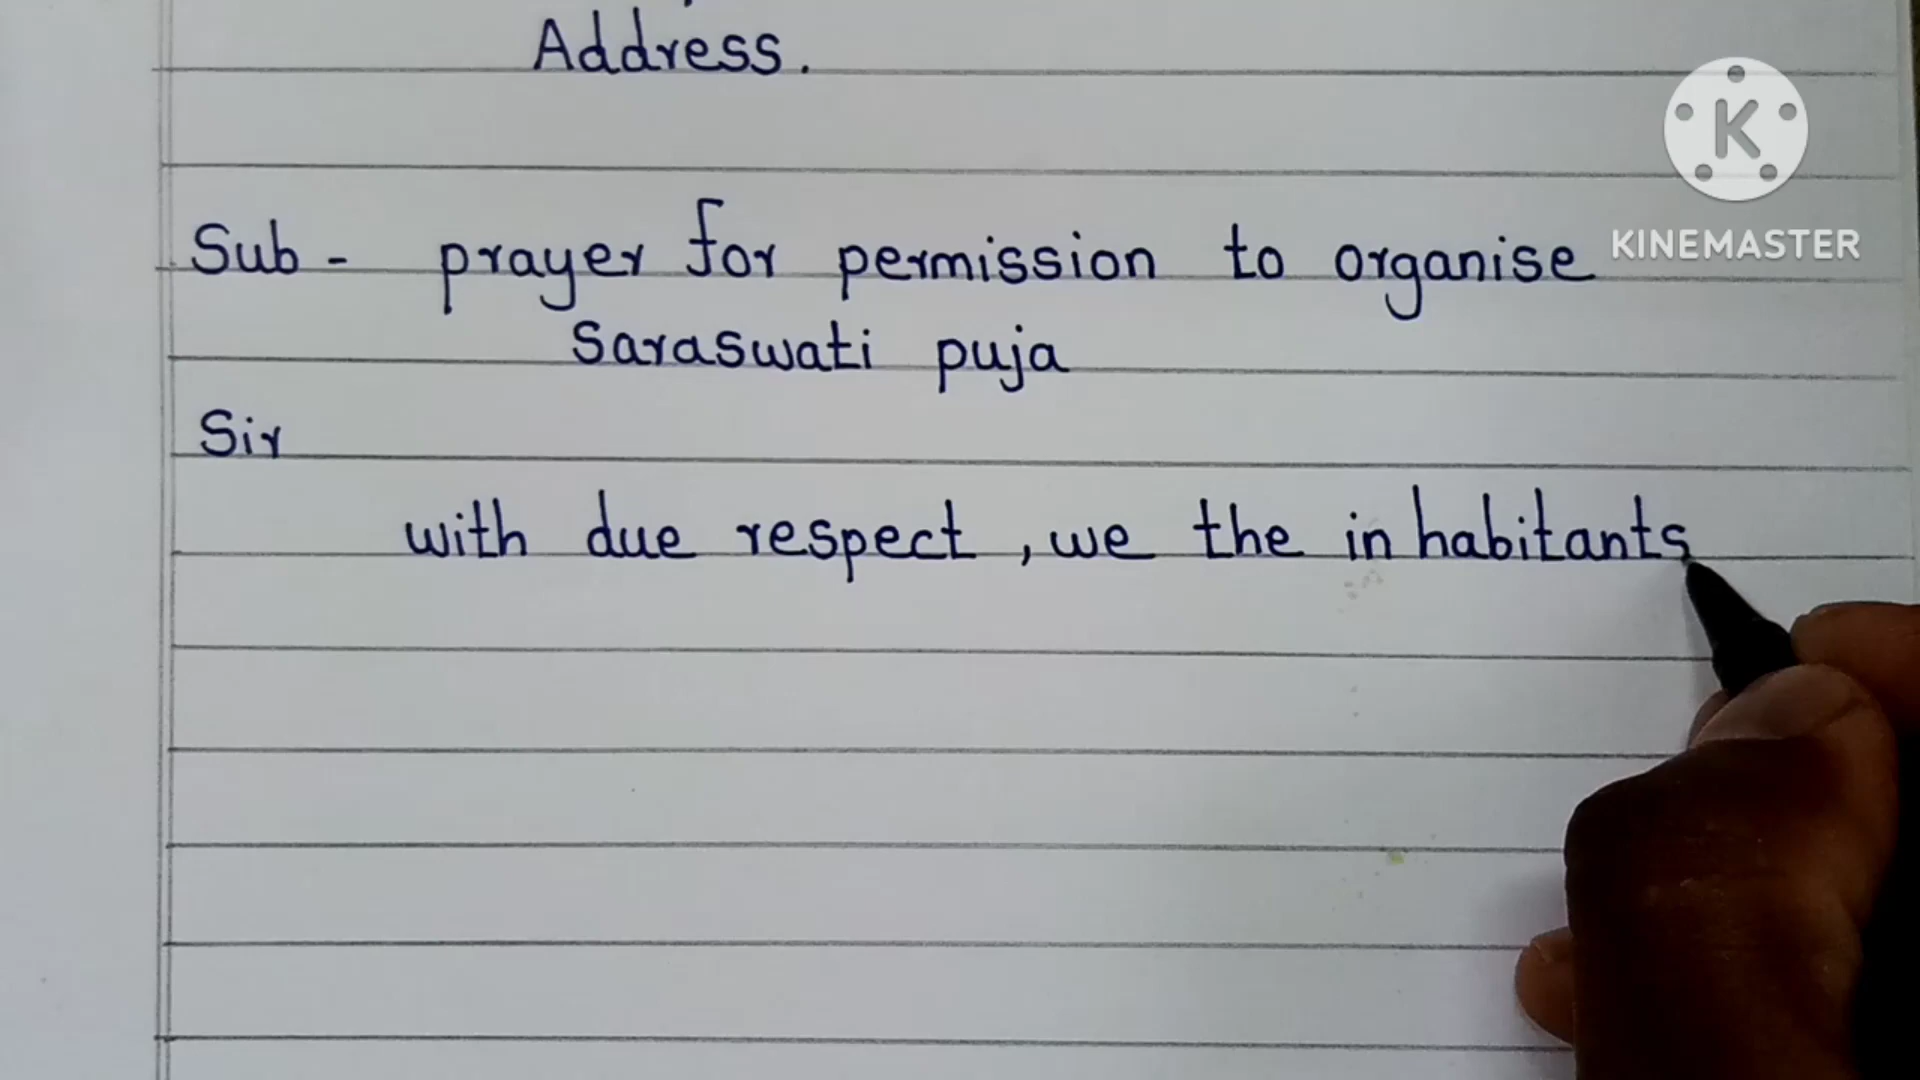 Address.
K
KINEMASTER
Sub - prayer for permission to organise
Saraswati puja
Sir
with due respect, we the inhabitants